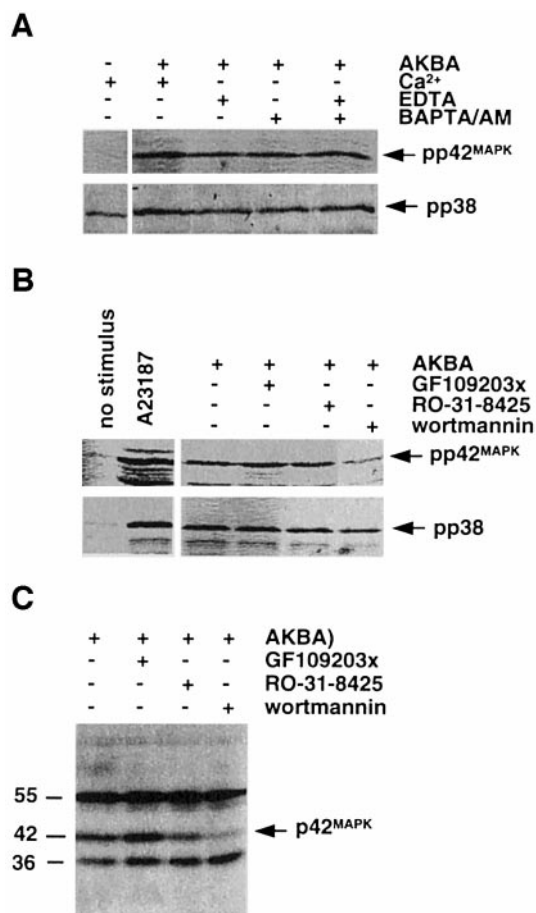 A
- + + + + AKBA
+ + - - - Ca²⁺
- - + - + EDTA
- - - + + BAPTA/AM
pp42ᴹᴬᴾᴷ
pp38
B
no stimulus
A23187
+ + + + AKBA
- + - - GF109203x
- - + - RO-31-8425
- - - + wortmannin
pp42ᴹᴬᴾᴷ
pp38
C
+ + + + AKBA)
- + - - GF109203x
- - + - RO-31-8425
- - - + wortmannin
55
42
p42ᴹᴬᴾᴷ
36